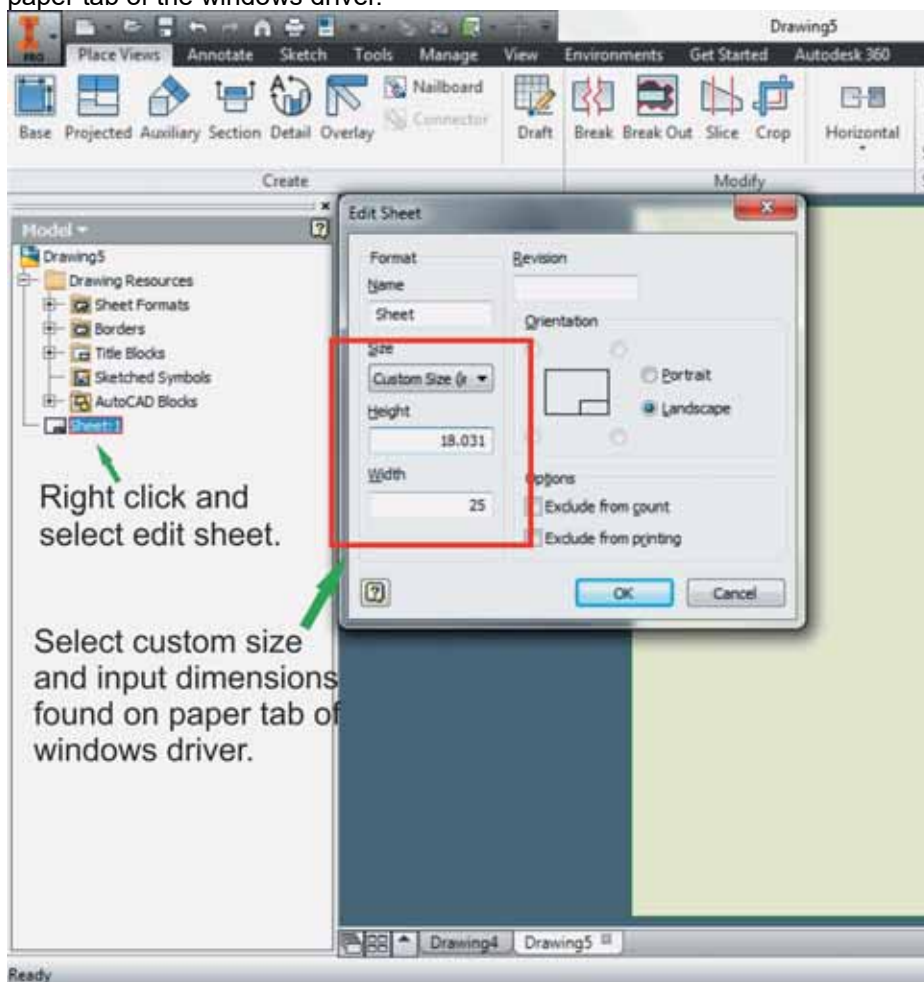 paper tab of the windows driver.
Drawing5
PRO
Place Views Annotate Sketch Tools Manage View Environments Get Started Autodesk 360
Nailboard
Connector
Base Projected Auxiliary Section Detail Overlay Draft Break Break Out Slice Crop Horizontal
Create Modify
Model
Drawing5
Drawing Resources
Sheet Formats
Borders
Title Blocks
Sketched Symbols
AutoCAD Blocks
Sheet:1
Right click and
select edit sheet.
Select custom size
and input dimensions
found on paper tab of
windows driver.
Edit Sheet
Format
Name
Sheet
Size
Custom Size (
Height
18.031
Width
25
Revision
Orientation
Portrait
Landscape
Options
Exclude from count
Exclude from printing
OK Cancel
Drawing4 Drawing5
Ready